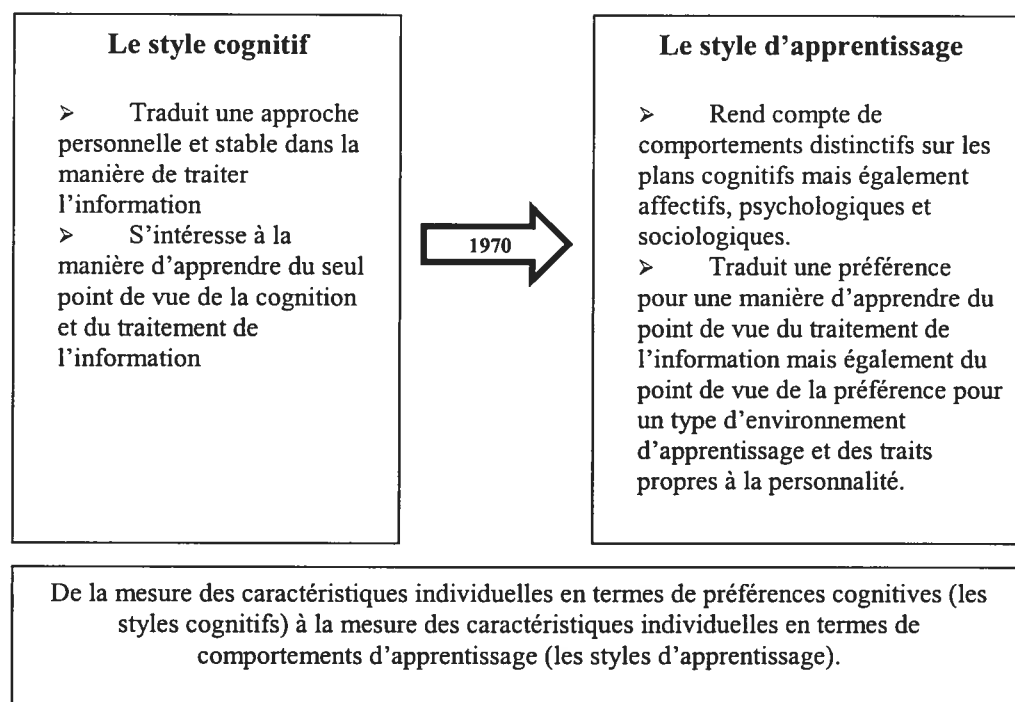 Le style cognitif
➢ Traduit une approche
personnelle et stable dans la
manière de traiter
l'information
➢ S'intéresse à la
manière d'apprendre du seul
point de vue de la cognition
et du traitement de
l'information
1970
Le style d'apprentissage
➢ Rend compte de
comportements distinctifs sur les
plans cognitifs mais également
affectifs, psychologiques et
sociologiques.
➢ Traduit une préférence
pour une manière d'apprendre du
point de vue du traitement de
l'information mais également du
point de vue de la préférence pour
un type d'environnement
d'apprentissage et des traits
propres à la personnalité.
De la mesure des caractéristiques individuelles en termes de préférences cognitives (les
styles cognitifs) à la mesure des caractéristiques individuelles en termes de
comportements d'apprentissage (les styles d'apprentissage).